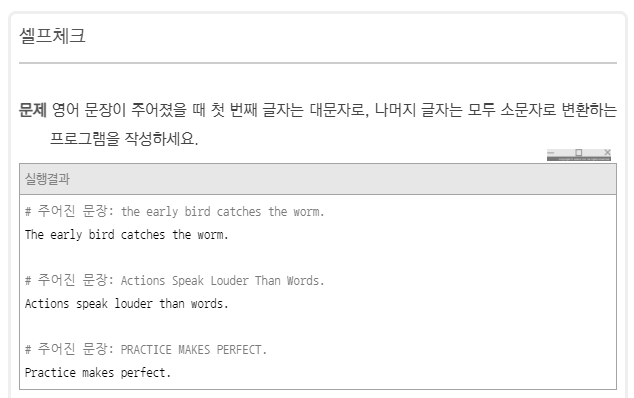 셀프체크
문제 영어 문장이 주어졌을 때 첫 번째 글자는 대문자로, 나머지 글자는 모두 소문자로 변환하는
프로그램을 작성하세요.
실행결과
# 주어진 문장: the early bird catches the worm.
The early bird catches the worm.
# 주어진 문장: Actions Speak Louder Than Words.
Actions speak louder than words.
# 주어진 문장: PRACTICE MAKES PERFECT.
Practice makes perfect.